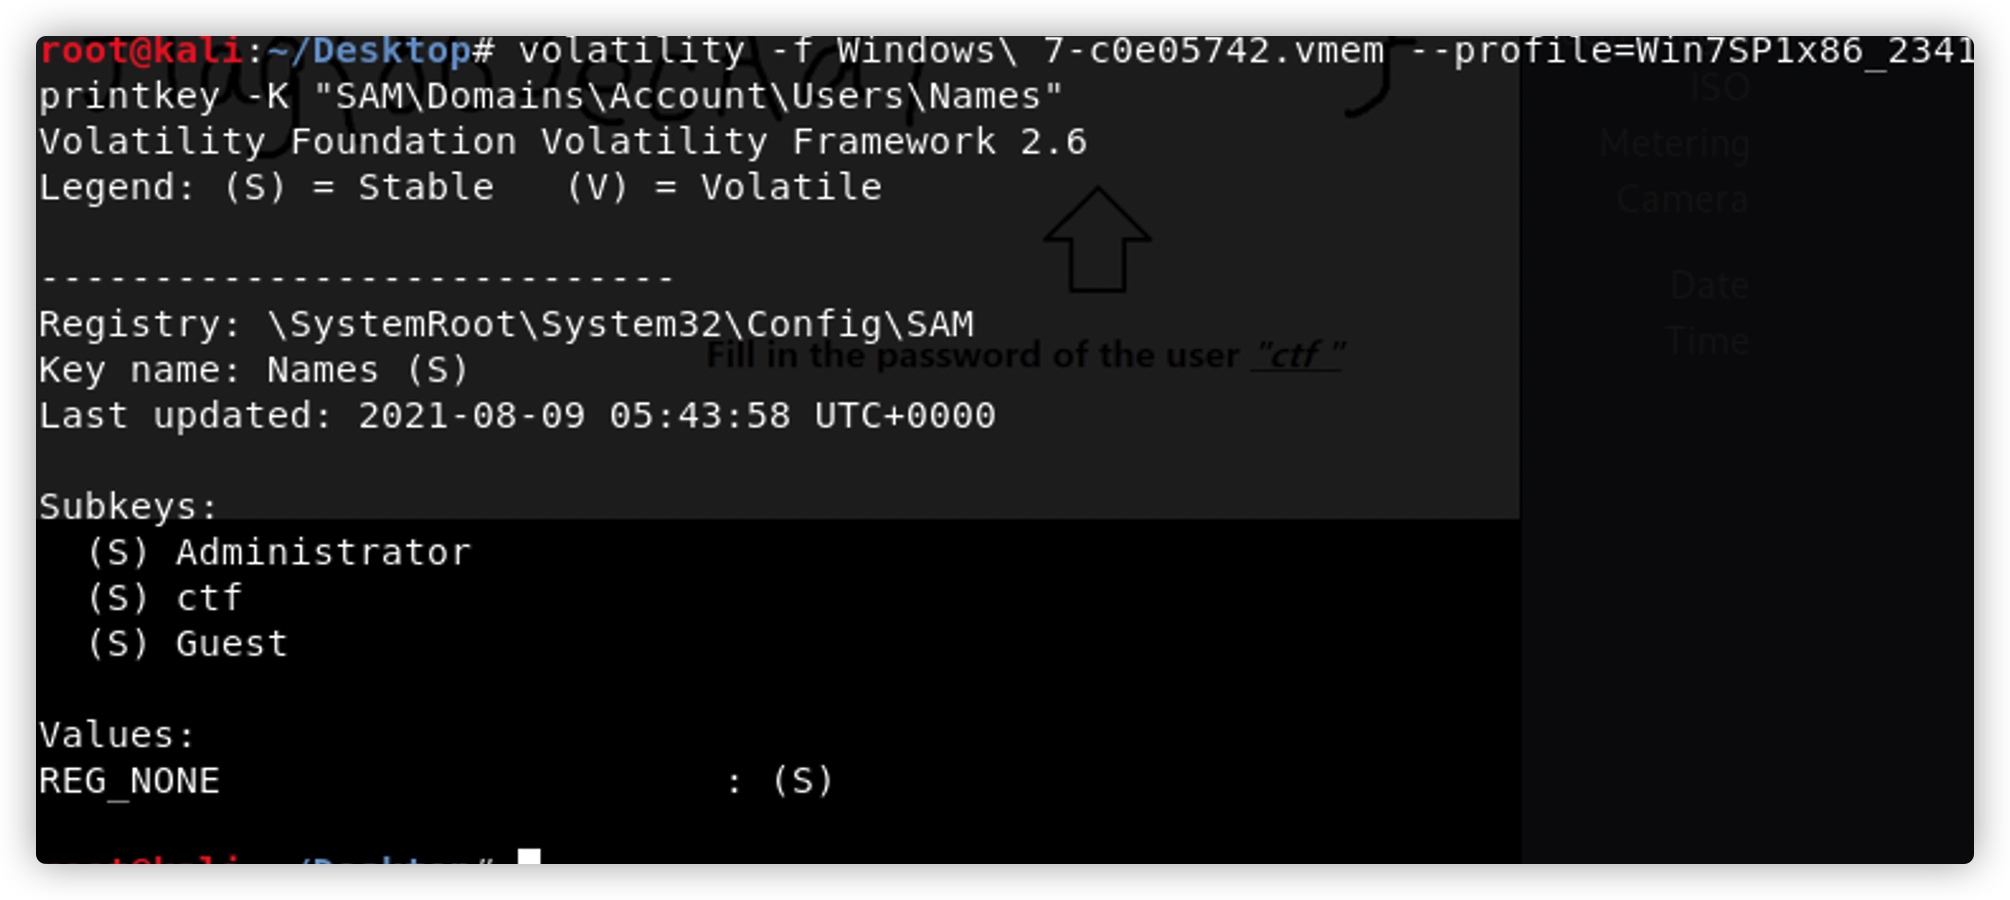 root@kali:~/Desktop# volatility -f Windows\ 7-c0e05742.vmem --profile=Win7SP1x86_2341
printkey -K "SAM\Domains\Account\Users\Names"
Volatility Foundation Volatility Framework 2.6
Legend: (S) = Stable   (V) = Volatile
----------------------------
Registry: \SystemRoot\System32\Config\SAM
Key name: Names (S)
Last updated: 2021-08-09 05:43:58 UTC+0000
Subkeys:
  (S) Administrator
  (S) ctf
  (S) Guest
Values:
REG_NONE                      : (S)
root@kali:~/Desktop#
ISO
Metering
Camera
Date
Time
Fill in the password of the user "ctf "